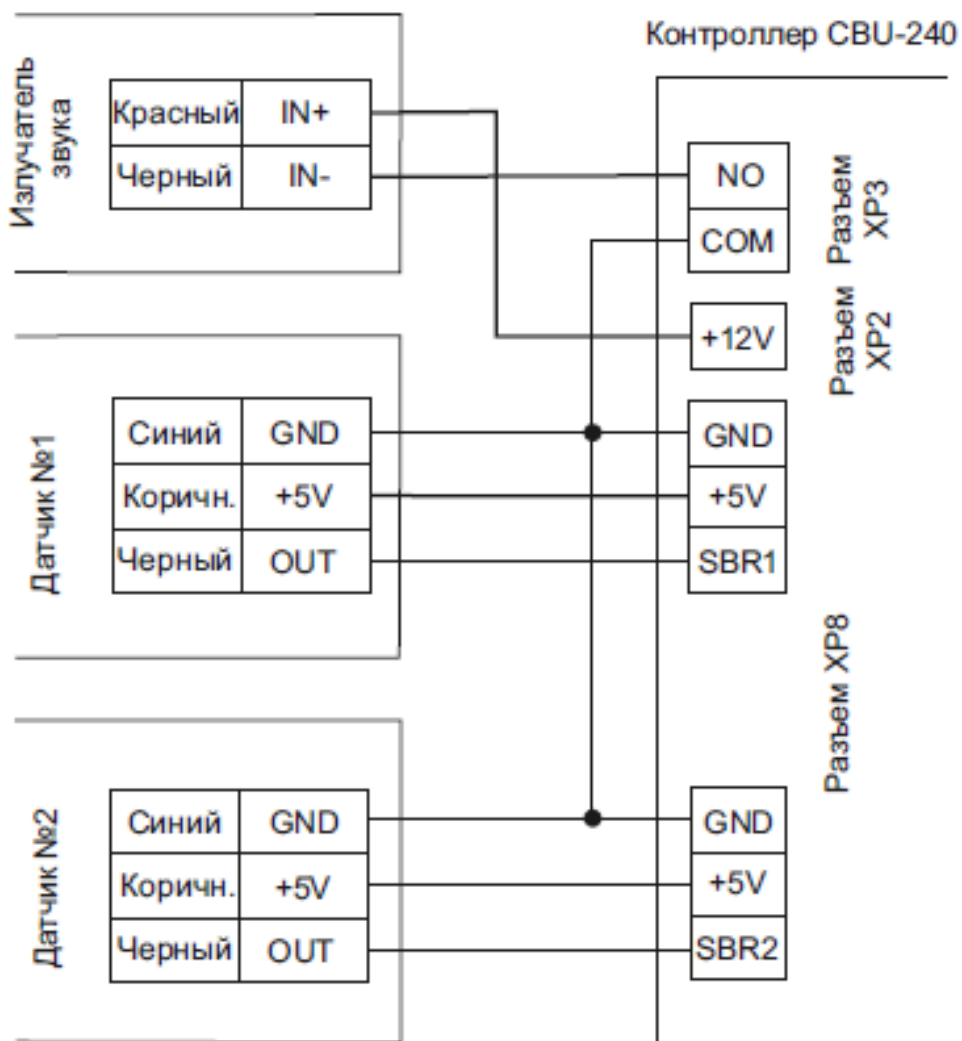 Контроллер CBU-240
Излучатель
звука
Красный IN+
Черный IN-
NO
COM
Разъем
XP3
+12V
Разъем
XP2
Датчик №1
Синий GND
Коричн. +5V
Черный OUT
GND
+5V
SBR1
Разъем XP8
Датчик №2
Синий GND
Коричн. +5V
Черный OUT
GND
+5V
SBR2